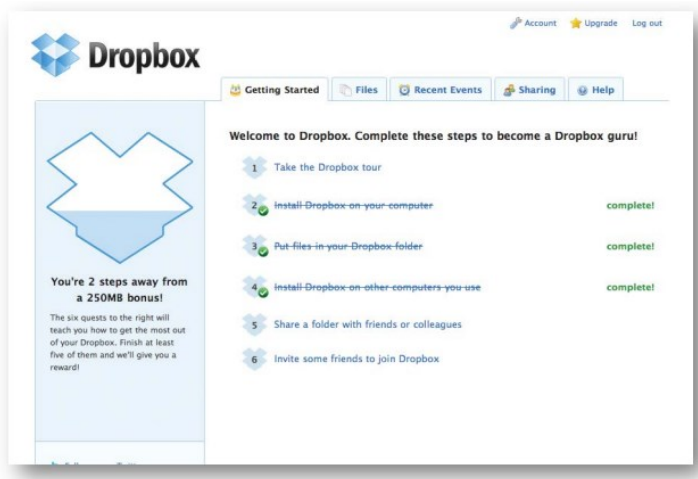 Account Upgrade Log out
Dropbox
Getting Started Files Recent Events Sharing Help
Welcome to Dropbox. Complete these steps to become a Dropbox guru!
1 Take the Dropbox tour
2 Install Dropbox on your computer complete!
3 Put files in your Dropbox folder complete!
4 Install Dropbox on other computers you use complete!
5 Share a folder with friends or colleagues
6 Invite some friends to join Dropbox
You're 2 steps away from
a 250MB bonus!
The six quests to the right will
teach you how to get the most out
of your Dropbox. Finish at least
five of them and we'll give you a
reward!